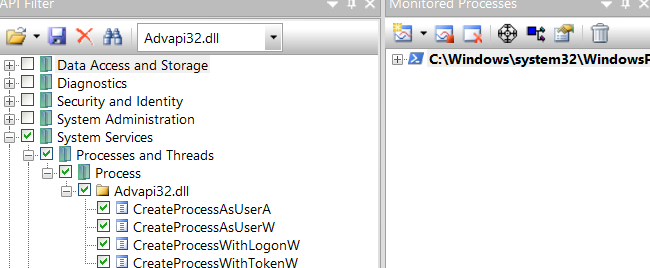 API Filter
Advapi32.dll
Data Access and Storage
Diagnostics
Security and Identity
System Administration
System Services
Processes and Threads
Process
Advapi32.dll
CreateProcessAsUserA
CreateProcessAsUserW
CreateProcessWithLogonW
CreateProcessWithTokenW
Monitored Processes
C:\Windows\system32\WindowsP